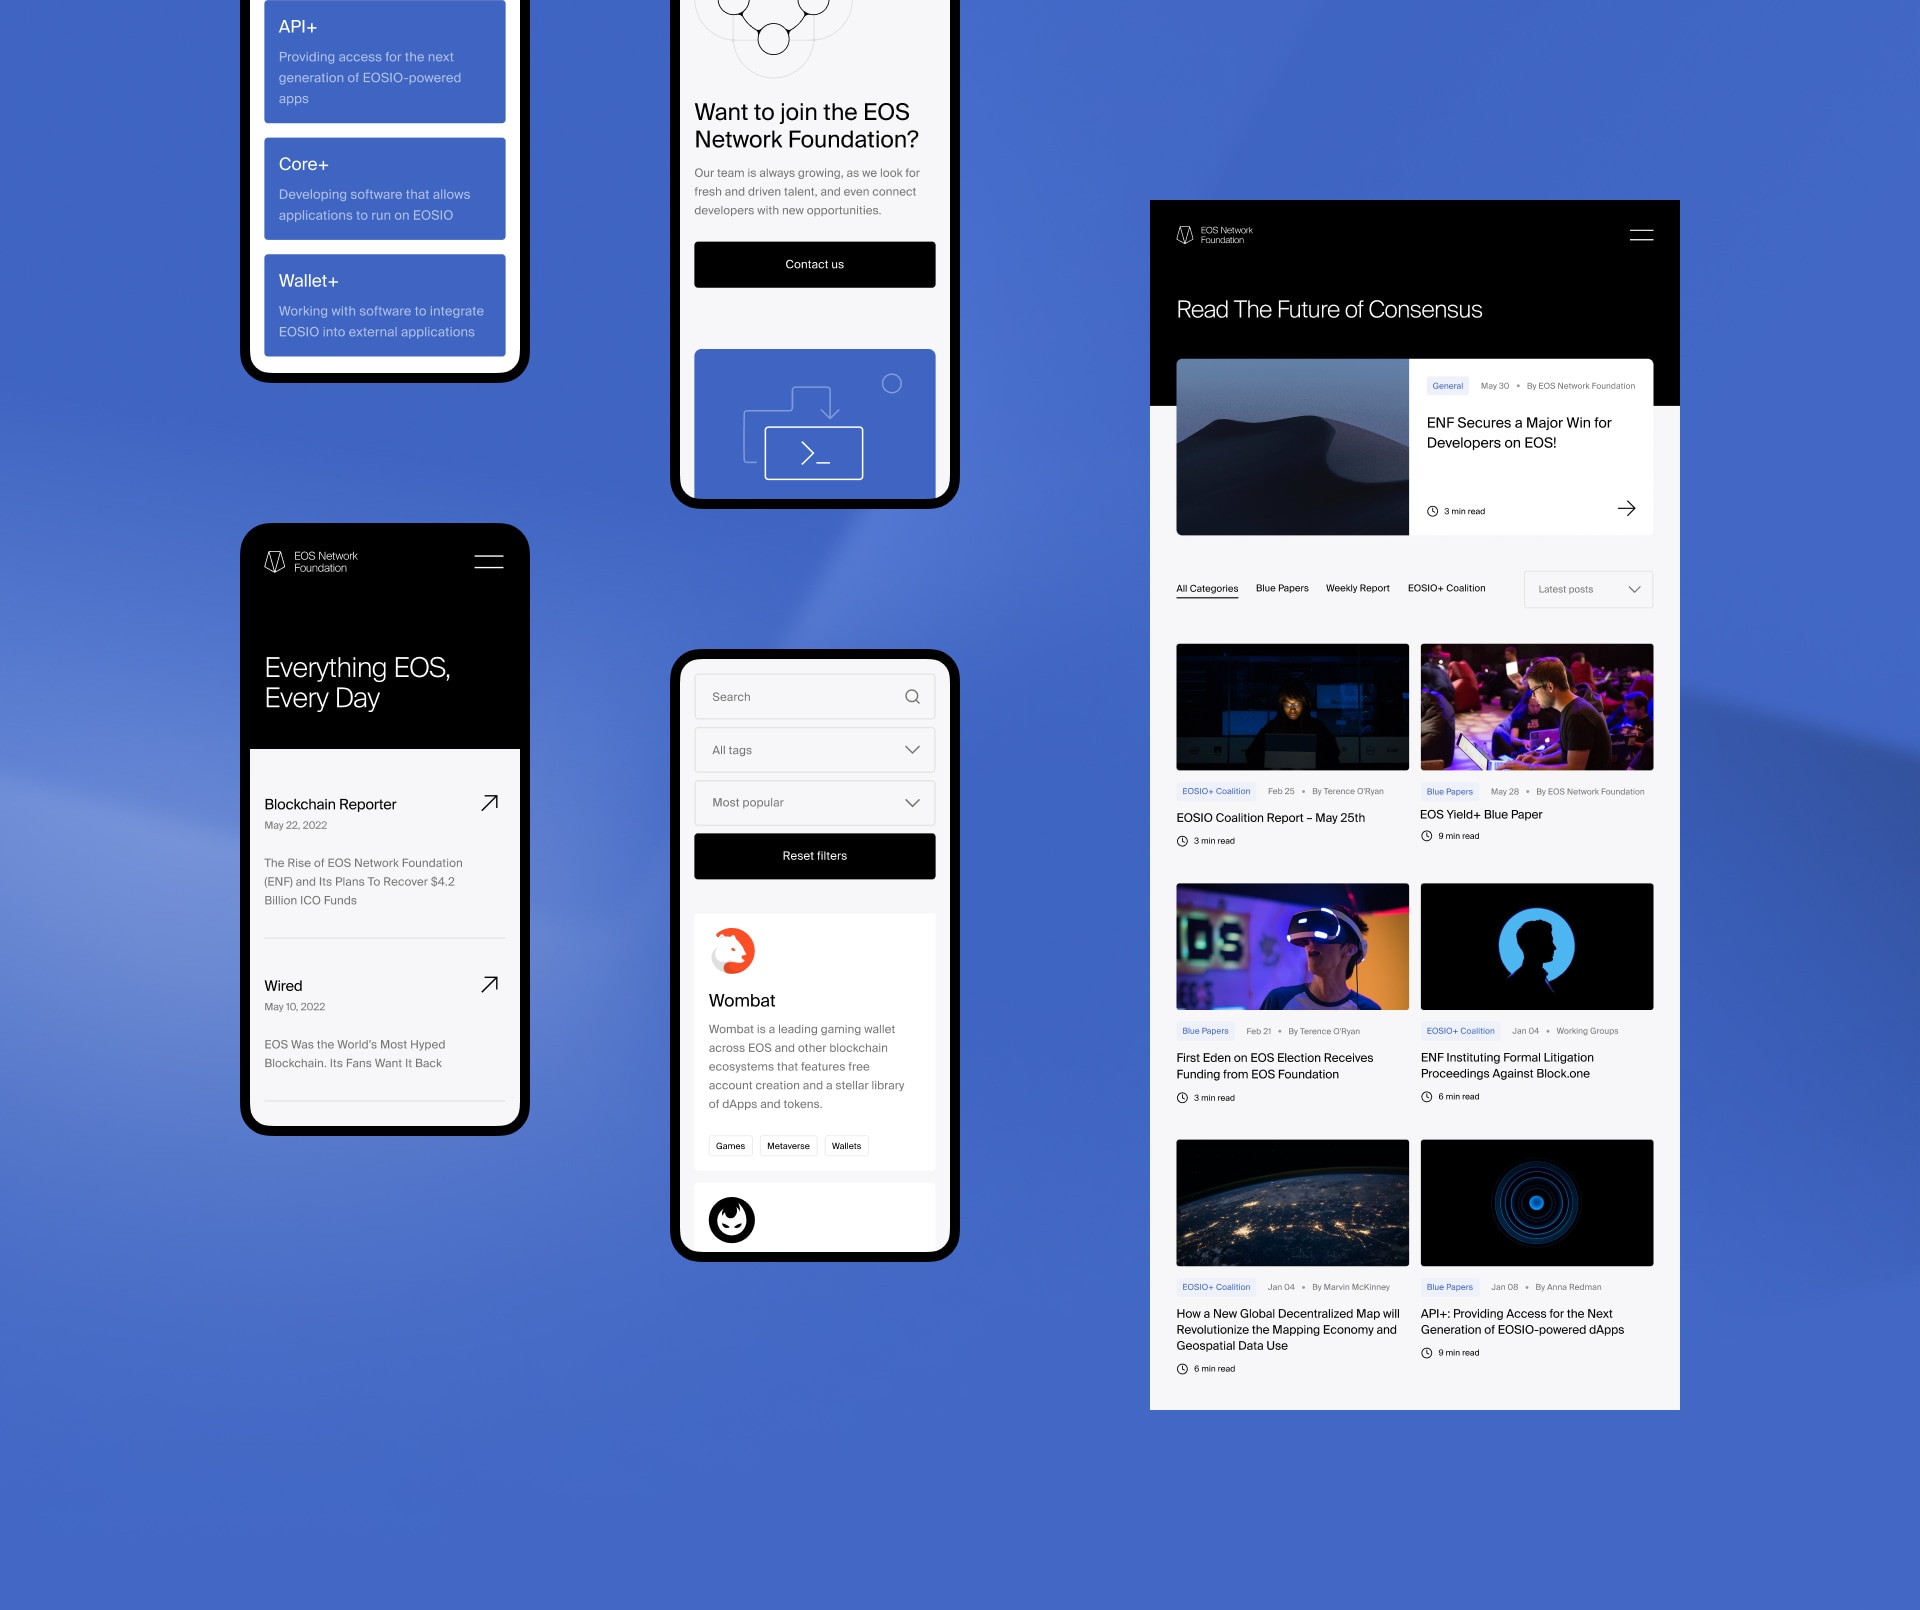 API+
Providing access for the next
generation of EOSIO-powered
apps
Core+
Developing software that allows
applications to run on EOSIO
Wallet+
Working with software to integrate
EOSIO into external applications
EOS Network
Foundation
Everything EOS,
Every Day
Blockchain Reporter
May 22, 2022
The Rise of EOS Network Foundation
(ENF) and Its Plans To Recover $4.2
Billion ICO Funds
Wired
May 10, 2022
EOS Was the World's Most Hyped
Blockchain. Its Fans Want It Back
Want to join the EOS
Network Foundation?
Our team is always growing, as we look for
fresh and driven talent, and even connect
developers with new opportunities.
Contact us
>_
Search
All tags
Most popular
Reset filters
Wombat
Wombat is a leading gaming wallet
across EOS and other blockchain
ecosystems that features free
account creation and a stellar library
of dApps and tokens.
Games Metaverse Wallets
EOS Network
Foundation
Read The Future of Consensus
General May 30 • By EOS Network Foundation
ENF Secures a Major Win for
Developers on EOS!
3 min read
All Categories Blue Papers Weekly Report EOSIO+ Coalition Latest posts
EOSIO+ Coalition Feb 25 • By Terence O'Ryan
EOSIO Coalition Report – May 25th
3 min read
Blue Papers May 28 • By EOS Network Foundation
EOS Yield+ Blue Paper
9 min read
Blue Papers Feb 21 • By Terence O'Ryan
First Eden on EOS Election Receives
Funding from EOS Foundation
3 min read
EOSIO+ Coalition Jan 04 • Working Groups
ENF Instituting Formal Litigation
Proceedings Against Block.one
6 min read
EOSIO+ Coalition Jan 04 • By Marvin McKinney
How a New Global Decentralized Map will
Revolutionize the Mapping Economy and
Geospatial Data Use
6 min read
Blue Papers Jan 08 • By Anna Redman
API+: Providing Access for the Next
Generation of EOSIO-powered dApps
9 min read